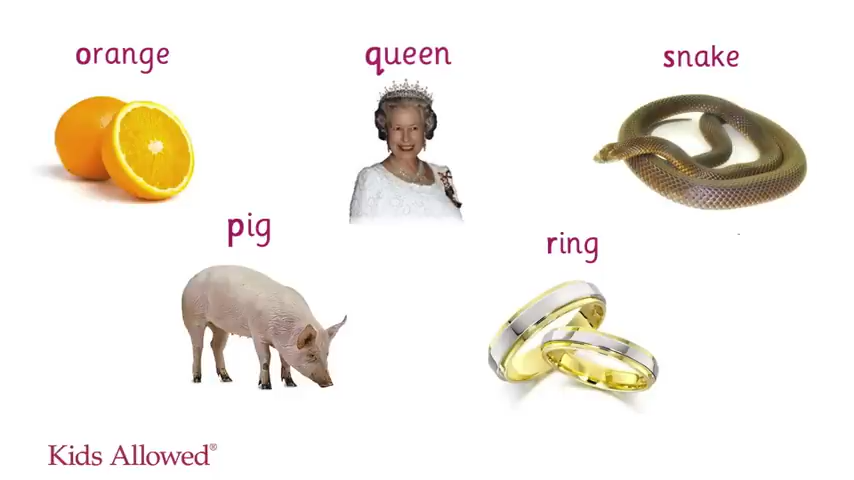 orange
queen
snake
pig
ring
Kids Allowed®